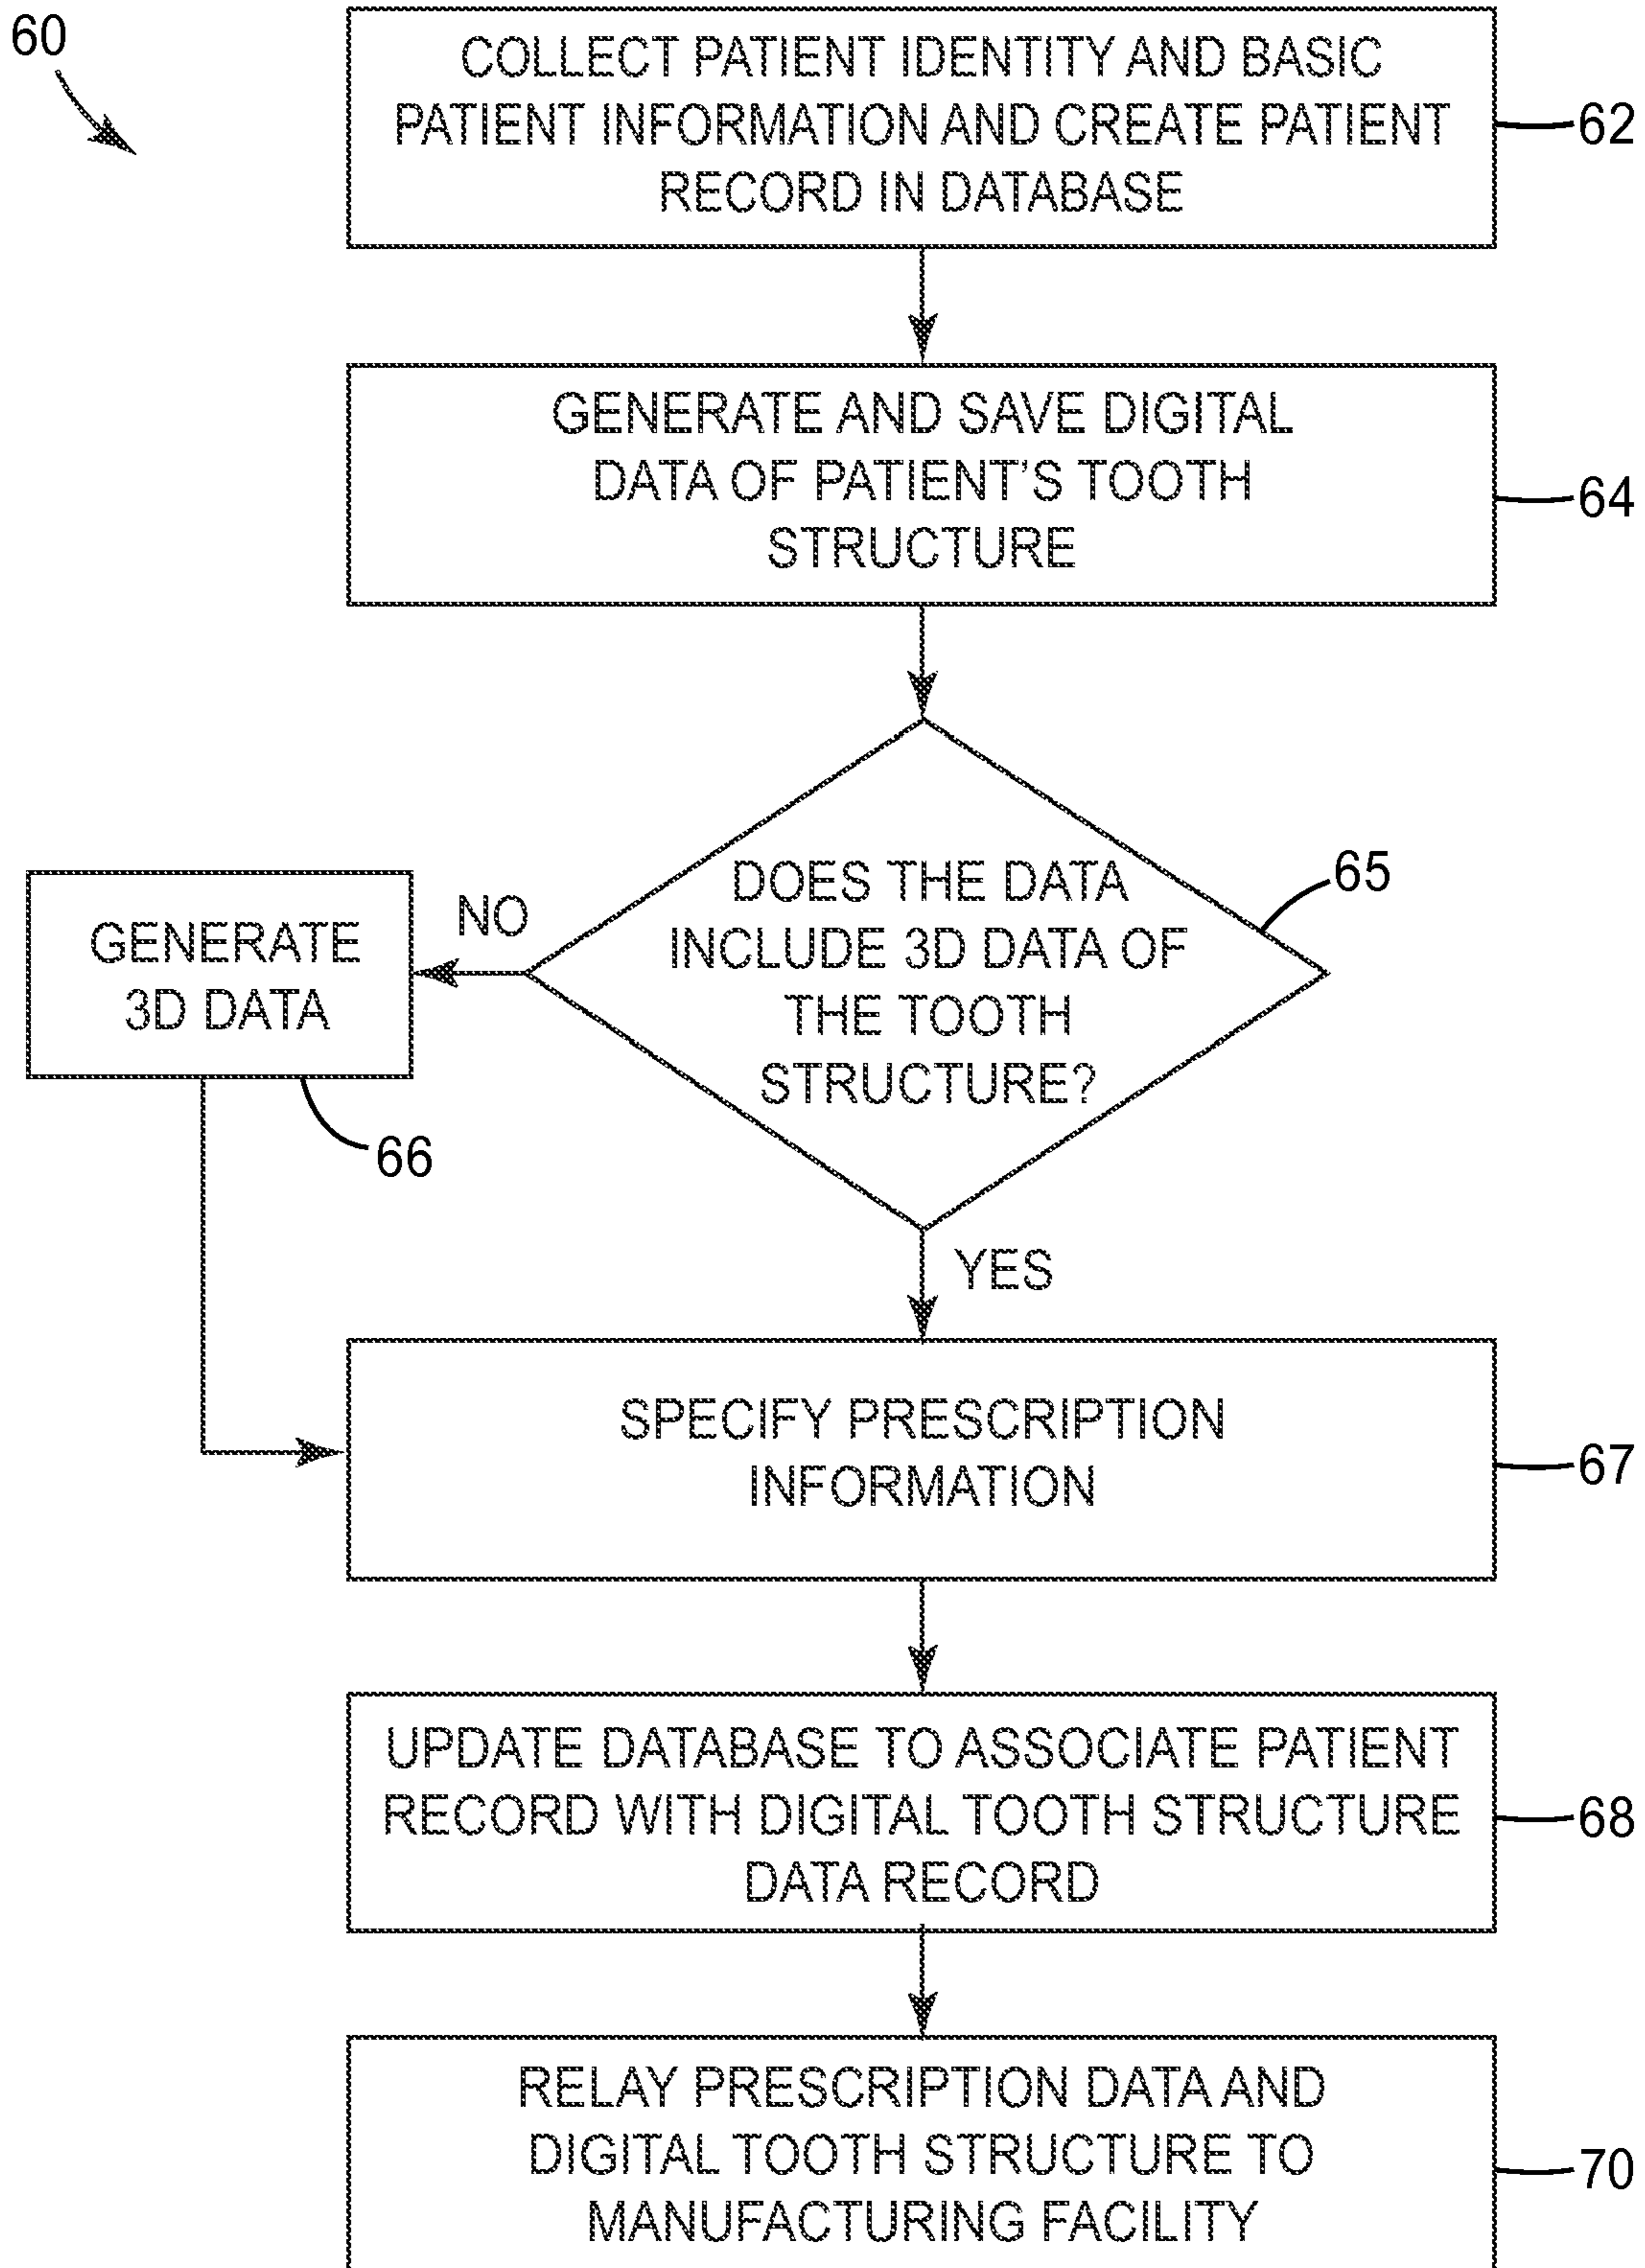 60
COLLECT PATIENT IDENTITY AND BASIC
PATIENT INFORMATION AND CREATE PATIENT
RECORD IN DATABASE
62
GENERATE AND SAVE DIGITAL
DATA OF PATIENT'S TOOTH
STRUCTURE
64
DOES THE DATA
INCLUDE 3D DATA OF
THE TOOTH
STRUCTURE?
65
NO
GENERATE
3D DATA
66
YES
SPECIFY PRESCRIPTION
INFORMATION
67
UPDATE DATABASE TO ASSOCIATE PATIENT
RECORD WITH DIGITAL TOOTH STRUCTURE
DATA RECORD
68
RELAY PRESCRIPTION DATA AND
DIGITAL TOOTH STRUCTURE TO
MANUFACTURING FACILITY
70